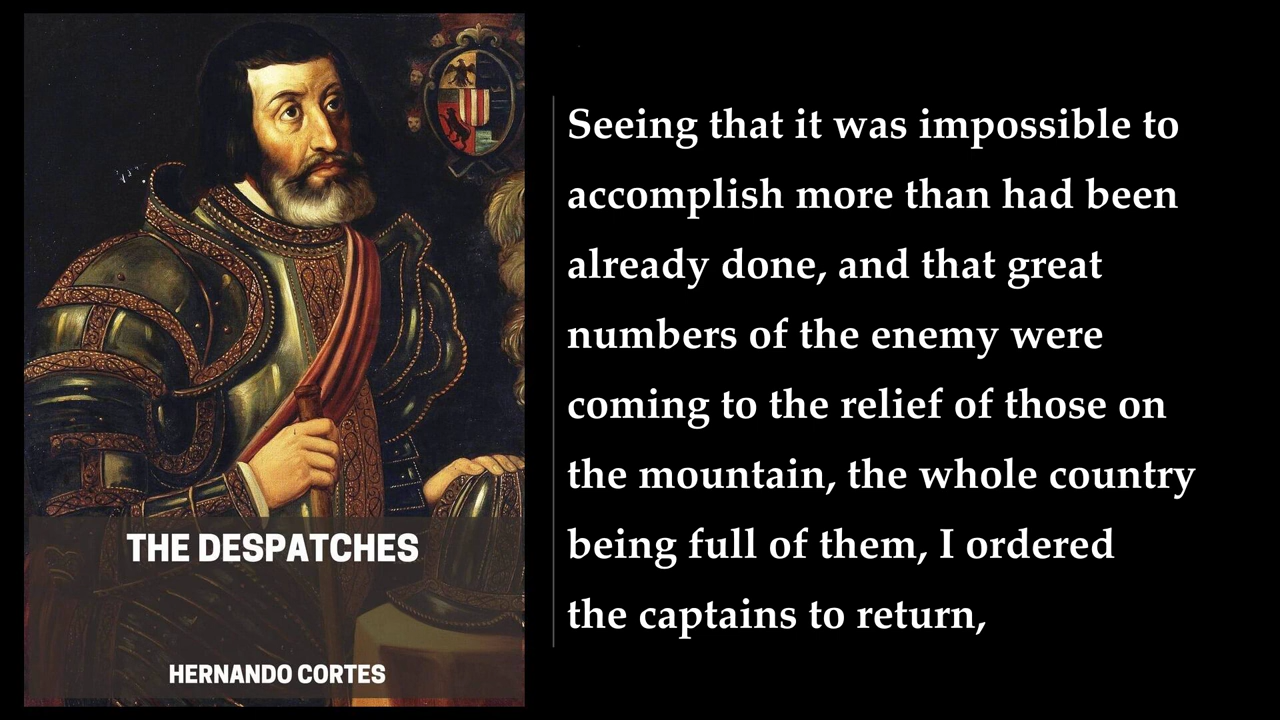 THE DESPATCHES
HERNANDO CORTES
Seeing that it was impossible to
accomplish more than had been
already done, and that great
numbers of the enemy were
coming to the relief of those on
the mountain, the whole country
being full of them, I ordered
the captains to return,